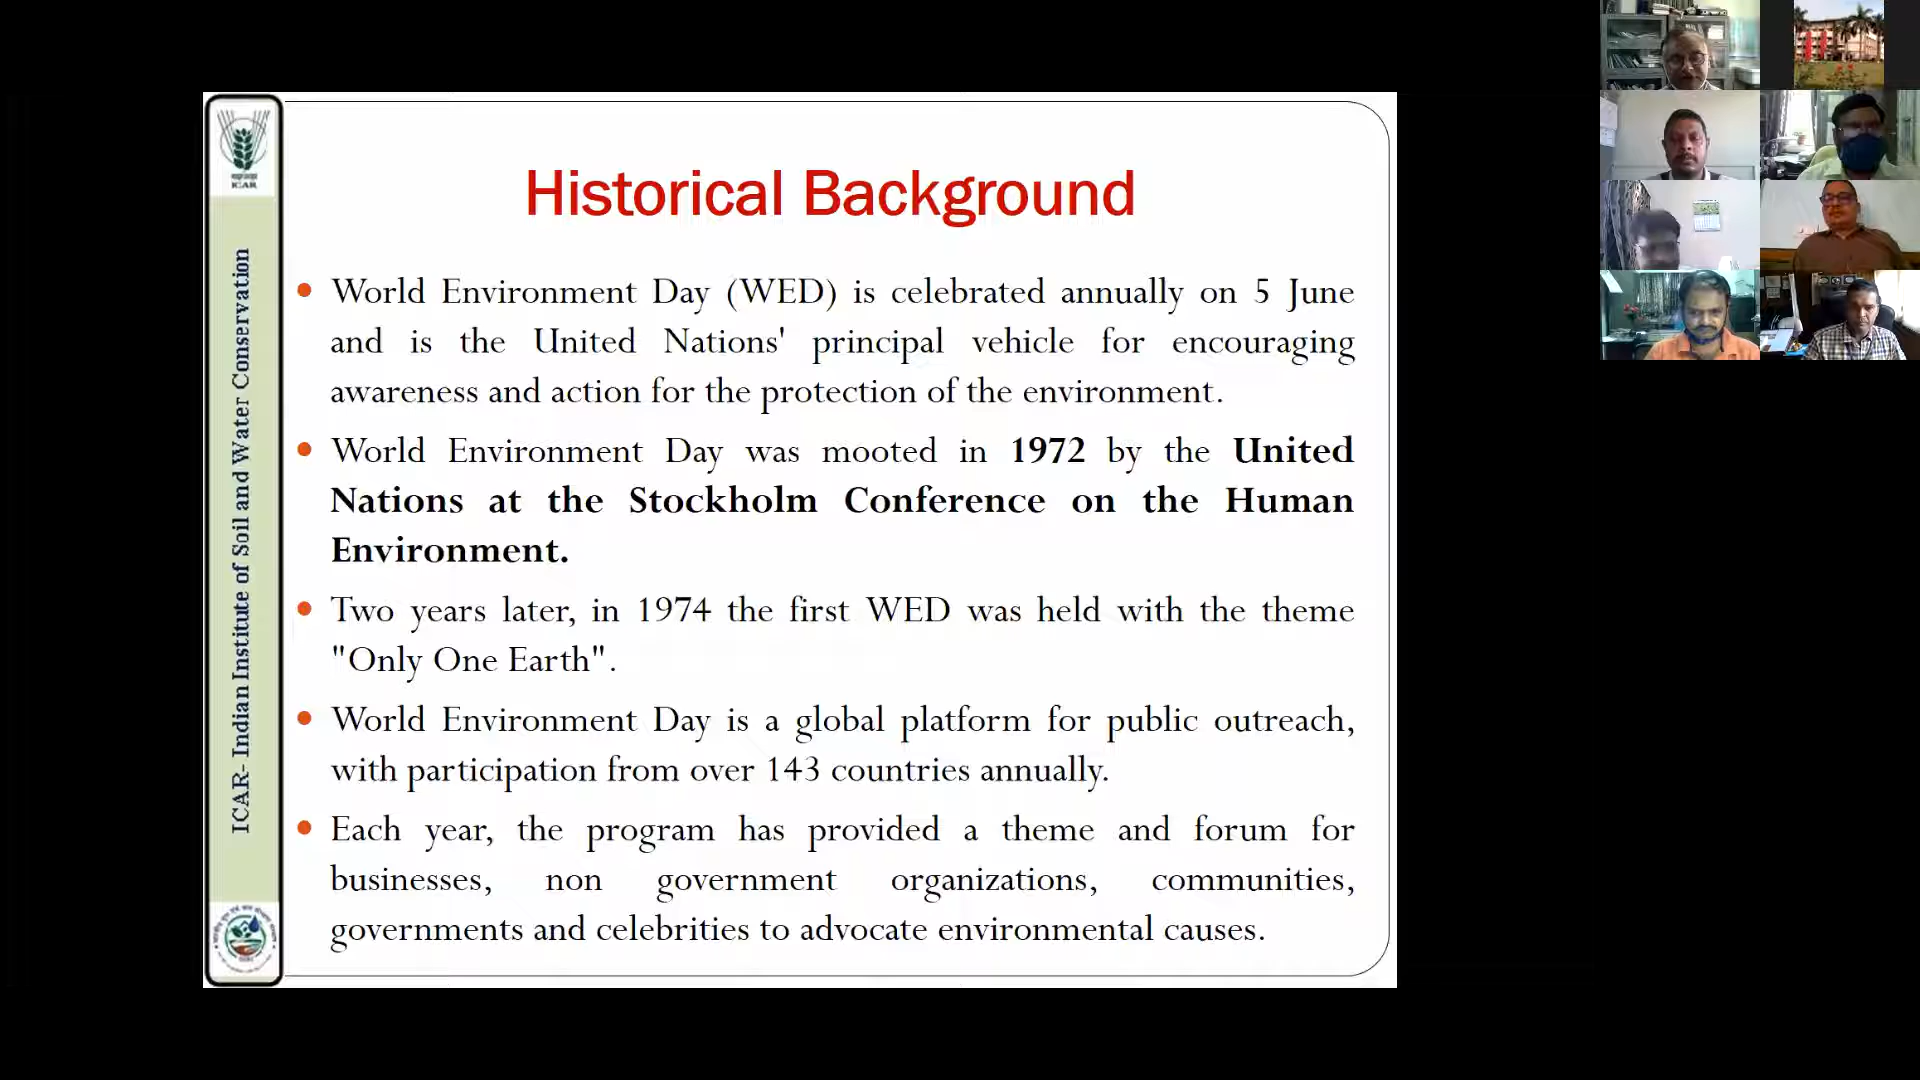 Historical Background
• World Environment Day (WED) is celebrated annually on 5 June
and is the United Nations' principal vehicle for encouraging
awareness and action for the protection of the environment.
• World Environment Day was mooted in 1972 by the United
Nations at the Stockholm Conference on the Human
Environment.
• Two years later, in 1974 the first WED was held with the theme
"Only One Earth".
• World Environment Day is a global platform for public outreach,
with participation from over 143 countries annually.
• Each year, the program has provided a theme and forum for
businesses, non government organizations, communities,
governments and celebrities to advocate environmental causes.
ICAR
ICAR- Indian Institute of Soil and Water Conservation